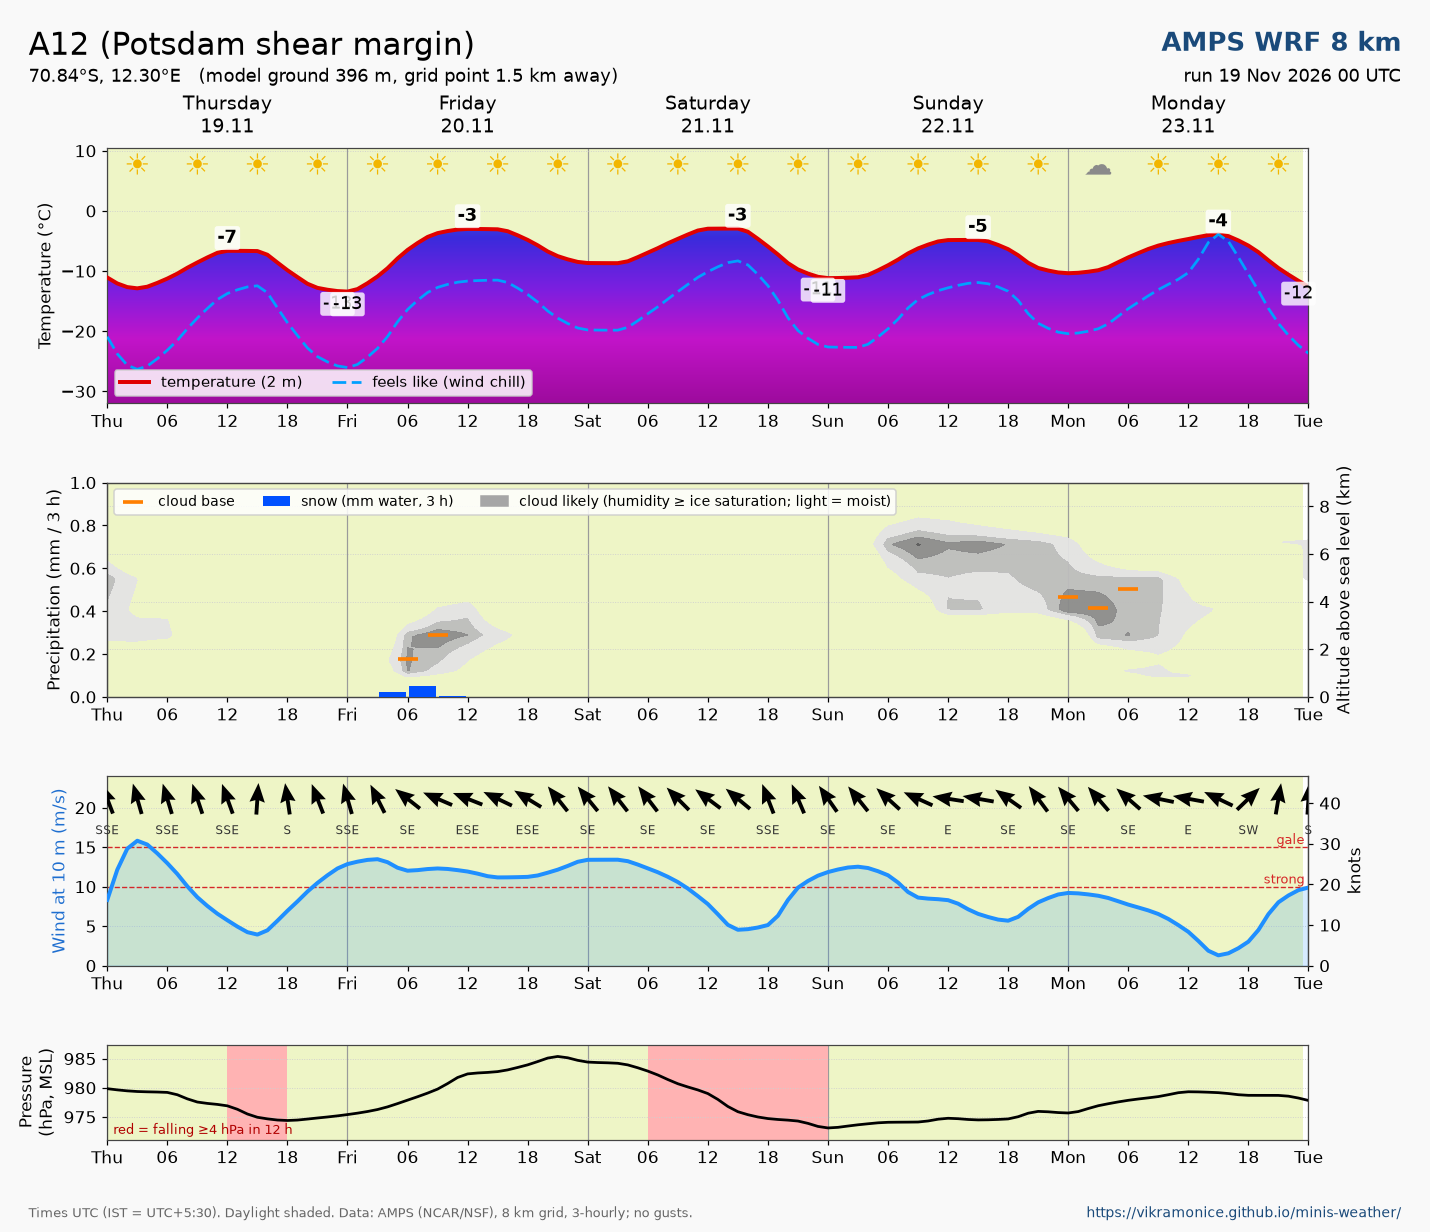 A12 (Potsdam shear margin)
AMPS WRF 8 km
70.84°S, 12.30°E (model ground 396 m, grid point 1.5 km away)
run 19 Nov 2026 00 UTC
Thursday Friday Saturday Sunday Monday
19.11 20.11 21.11 22.11 23.11
Temperature (°C)
10
0
−10
−20
−30
-7
-13
-3
-3
-11
-5
-4
-12
temperature (2 m) feels like (wind chill)
Thu 06 12 18 Fri 06 12 18 Sat 06 12 18 Sun 06 12 18 Mon 06 12 18 Tue
Precipitation (mm / 3 h)
1.0
0.8
0.6
0.4
0.2
0.0
cloud base snow (mm water, 3 h) cloud likely (humidity ≥ ice saturation; light = moist)
8
6
4
2
0
Altitude above sea level (km)
Thu 06 12 18 Fri 06 12 18 Sat 06 12 18 Sun 06 12 18 Mon 06 12 18 Tue
Wind at 10 m (m/s)
20
15
10
5
0
SSE SSE SSE S SSE SE ESE ESE SE SE SE SSE SE SE E SE SE SE E SW S
gale
strong
40
30
20
10
0
knots
Thu 06 12 18 Fri 06 12 18 Sat 06 12 18 Sun 06 12 18 Mon 06 12 18 Tue
Pressure
(hPa, MSL)
985
980
975
red = falling ≥4 hPa in 12 h
Thu 06 12 18 Fri 06 12 18 Sat 06 12 18 Sun 06 12 18 Mon 06 12 18 Tue
Times UTC (IST = UTC+5:30). Daylight shaded. Data: AMPS (NCAR/NSF), 8 km grid, 3-hourly; no gusts.
https://vikramonice.github.io/minis-weather/